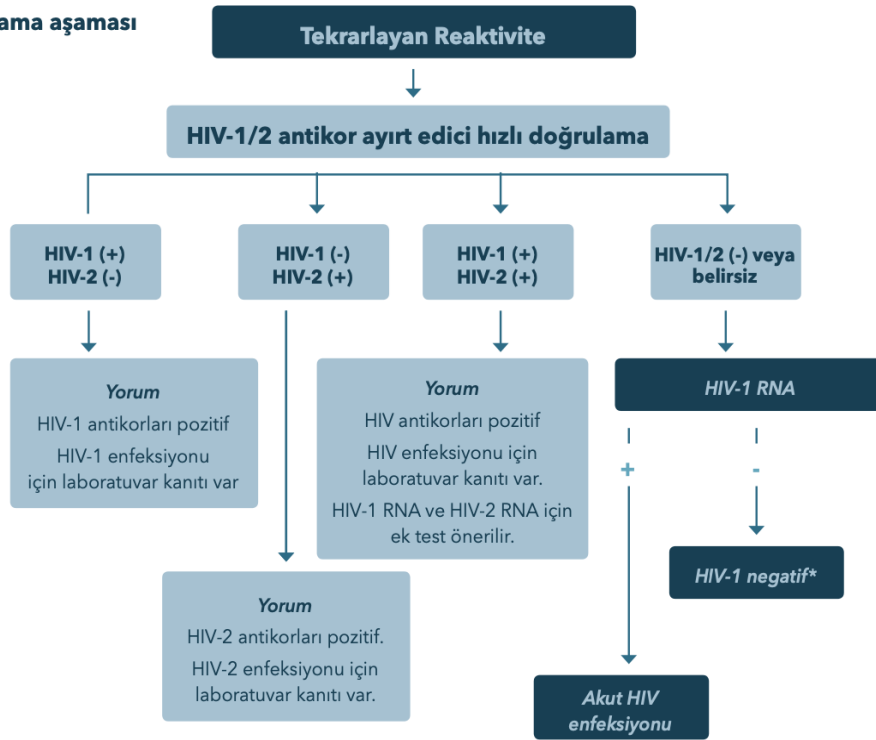 ama aşaması
Tekrarlayan Reaktivite
HIV-1/2 antikor ayırt edici hızlı doğrulama
HIV-1 (+)
HIV-2 (-)
HIV-1 (-)
HIV-2 (+)
HIV-1 (+)
HIV-2 (+)
HIV-1/2 (-) veya
belirsiz
Yorum
HIV-1 antikorları pozitif
HIV-1 enfeksiyonu
için laboratuvar kanıtı var
Yorum
HIV-2 antikorları pozitif.
HIV-2 enfeksiyonu için
laboratuvar kanıtı var.
Yorum
HIV antikorları pozitif
HIV enfeksiyonu için
laboratuvar kanıtı var.
HIV-1 RNA ve HIV-2 RNA için
ek test önerilir.
HIV-1 RNA
+
-
HIV-1 negatif*
Akut HIV
enfeksiyonu